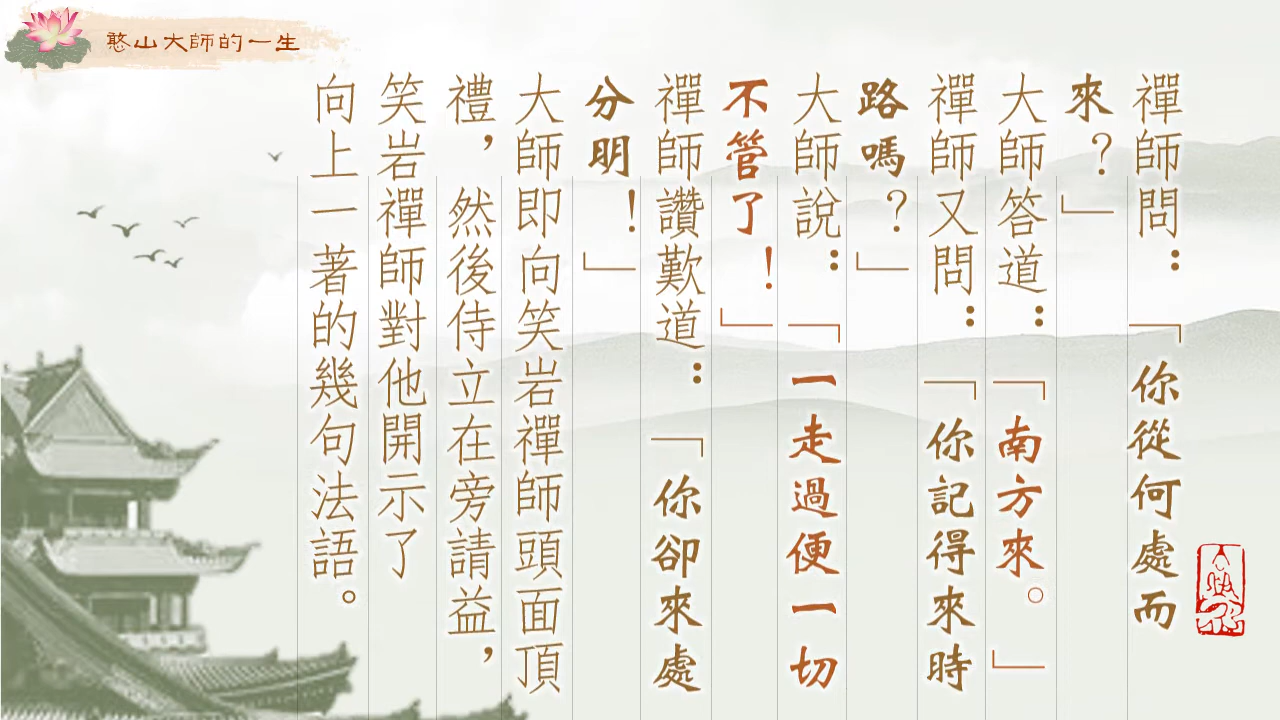 憨山大師的一生
禪師問：「你從何處而
來？」
大師答道：「南方來。」
禪師又問：「你記得來時
路嗎？」
大師說：「一走過便一切
不管了！」
禪師讚歎道：「你卻來處
分明！」
大師即向笑岩禪師頭面頂
禮，然後侍立在旁請益，
笑岩禪師對他開示了
向上一著的幾句法語。